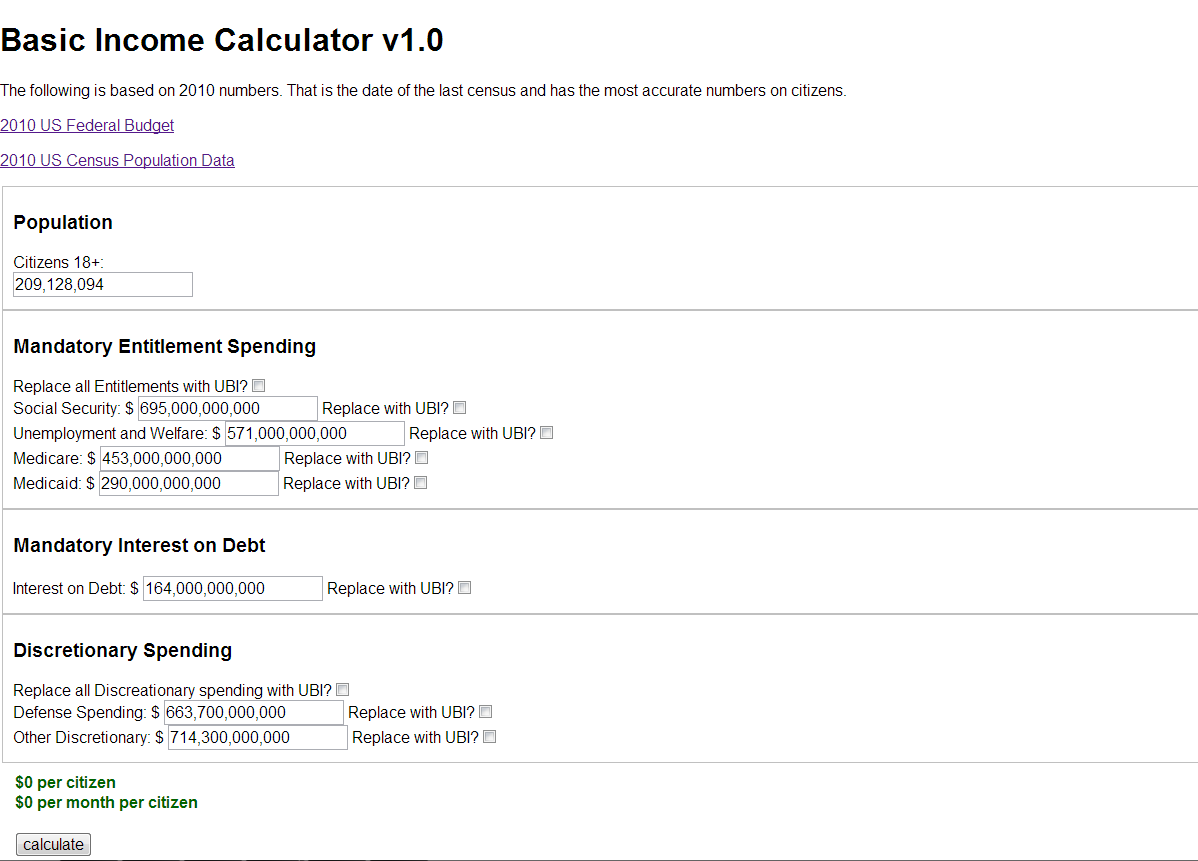 Basic Income Calculator v1.0
The following is based on 2010 numbers. That is the date of the last census and has the most accurate numbers on citizens.
2010 US Federal Budget
2010 US Census Population Data
Population
Citizens 18+:
209,128,094
Mandatory Entitlement Spending
Replace all Entitlements with UBI?
Social Security: $ 695,000,000,000 Replace with UBI?
Unemployment and Welfare: $ 571,000,000,000 Replace with UBI?
Medicare: $ 453,000,000,000 Replace with UBI?
Medicaid: $ 290,000,000,000 Replace with UBI?
Mandatory Interest on Debt
Interest on Debt: $ 164,000,000,000 Replace with UBI?
Discretionary Spending
Replace all Discreationary spending with UBI?
Defense Spending: $ 663,700,000,000 Replace with UBI?
Other Discretionary: $ 714,300,000,000 Replace with UBI?
$0 per citizen
$0 per month per citizen
calculate